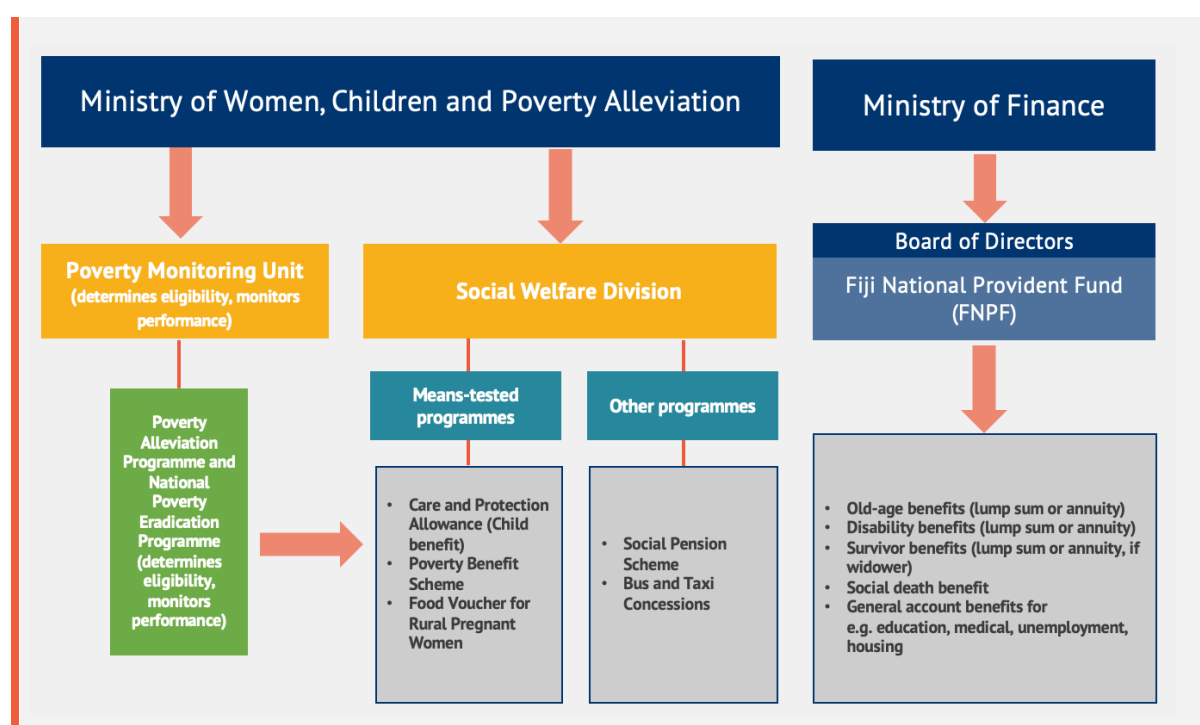 Ministry of Women, Children and Poverty Alleviation
Ministry of Finance
Poverty Monitoring Unit
(determines eligibility, monitors
performance)
Social Welfare Division
Board of Directors
Fiji National Provident Fund
(FNPF)
Poverty
Alleviation
Programme and
National
Poverty
Eradication
Programme
(determines
eligibility,
monitors
performance)
Means-tested
programmes
• Care and Protection
Allowance (Child
benefit)
• Poverty Benefit
Scheme
• Food Voucher for
Rural Pregnant
Women
Other programmes
• Social Pension
Scheme
• Bus and Taxi
Concessions
• Old-age benefits (lump sum or annuity)
• Disability benefits (lump sum or annuity)
• Survivor benefits (lump sum or annuity, if
widower)
• Social death benefit
• General account benefits for
e.g. education, medical, unemployment,
housing